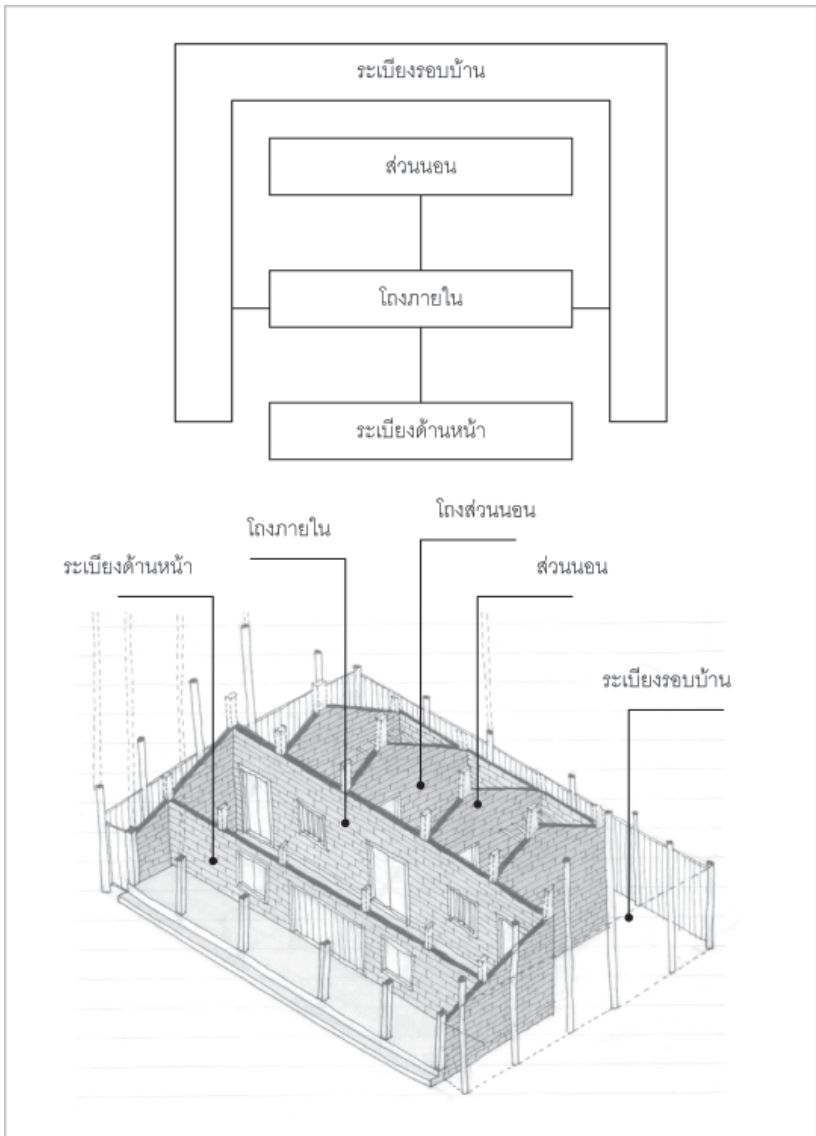 ระเบียงรอบบ้าน
ส่วนนอน
โถงภายใน
ระเบียงด้านหน้า
โถงส่วนนอน
โถงภายใน
ระเบียงด้านหน้า
ส่วนนอน
ระเบียงรอบบ้าน